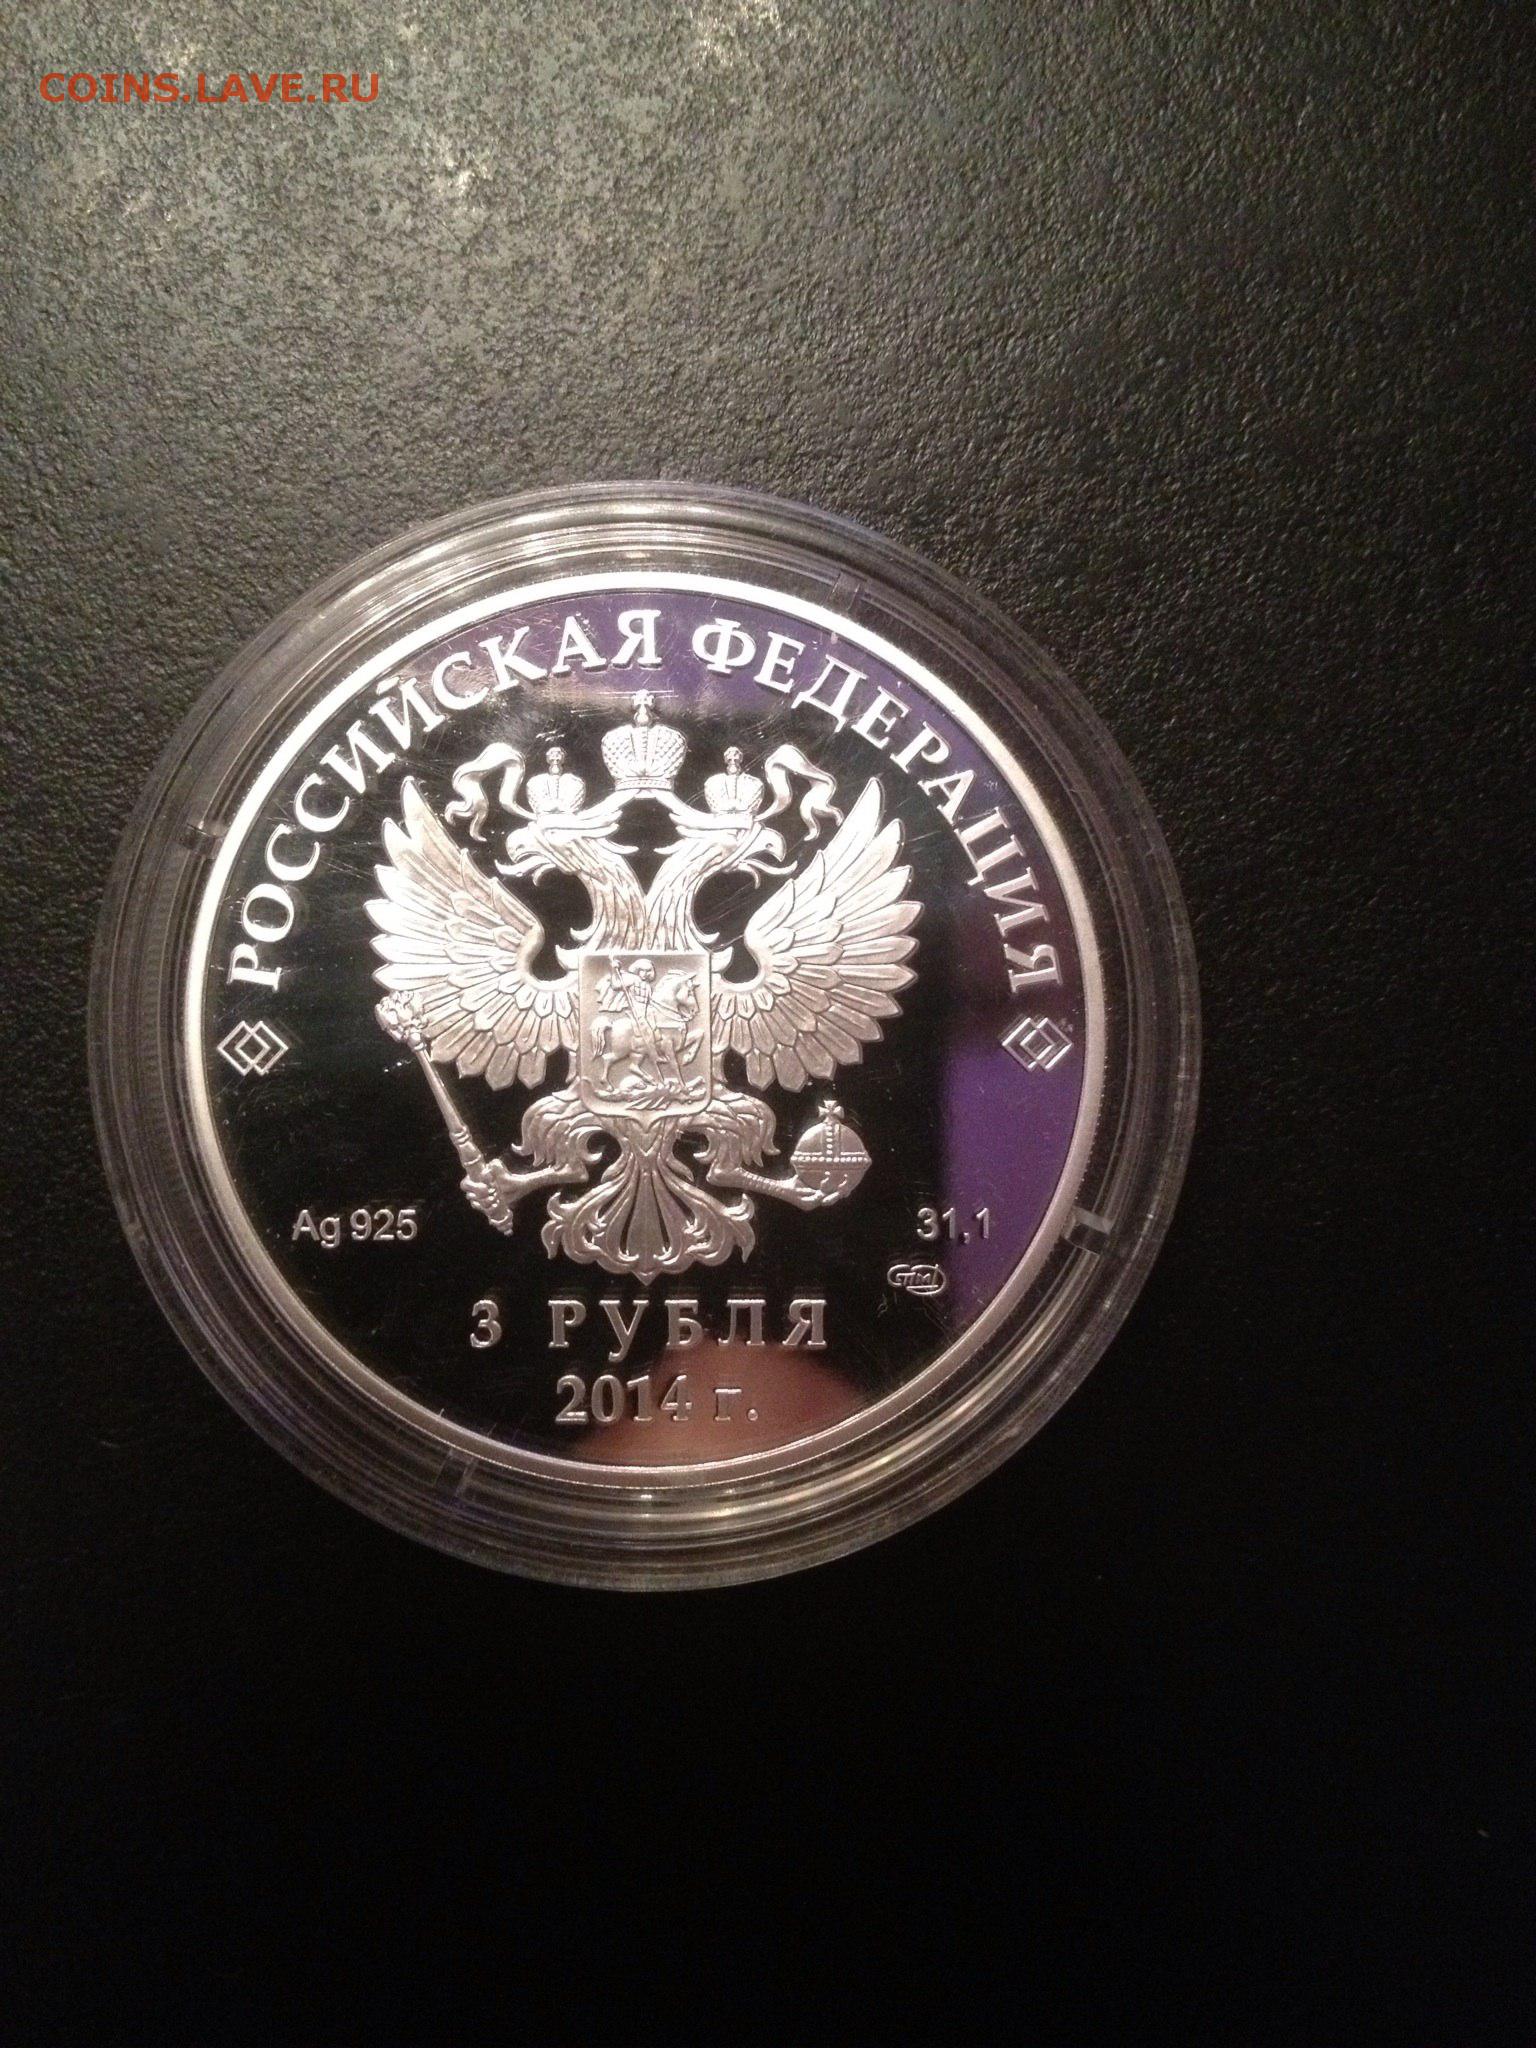 COINS.LAVE.RU
РОССИЙСКАЯ ФЕДЕРАЦИЯ
Ag 925
31,1
3 РУБЛЯ
2014 г.